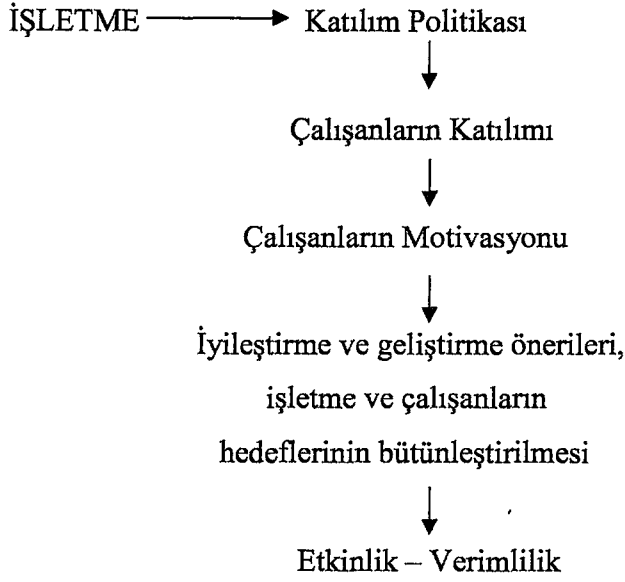 İŞLETME Katılım Politikası
Çalışanların Katılımı
Çalışanların Motivasyonu
İyileştirme ve geliştirme önerileri,
işletme ve çalışanların
hedeflerinin bütünleştirilmesi
Etkinlik – Verimlilik